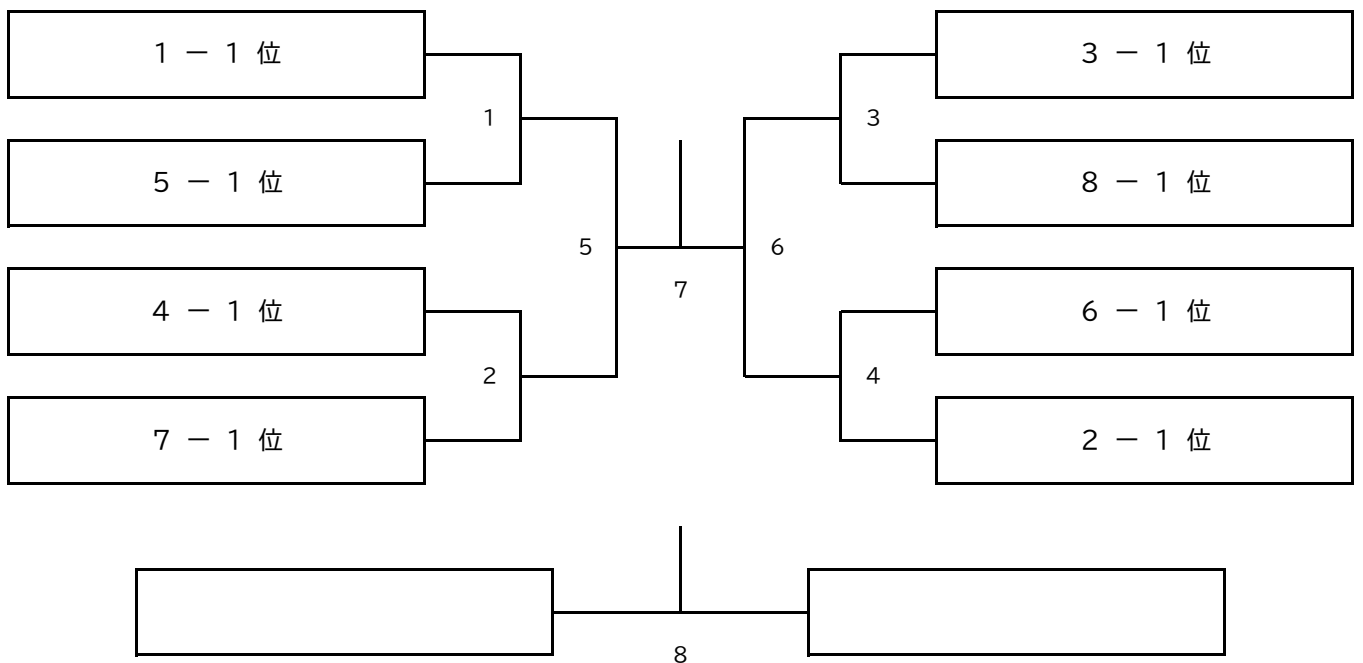 1 － 1 位
3 － 1 位
1
3
5 － 1 位
8 － 1 位
5
6
7
4 － 1 位
6 － 1 位
2
4
7 － 1 位
2 － 1 位
8